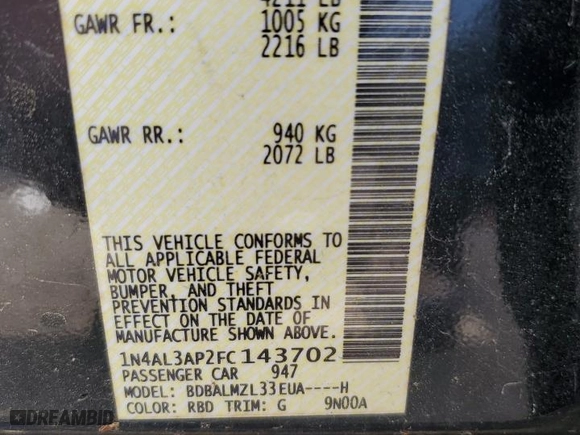 4211 LB
GAWR FR.: 1005 KG
2216 LB
GAWR RR.: 940 KG
2072 LB
THIS VEHICLE CONFORMS TO
ALL APPLICABLE FEDERAL
MOTOR VEHICLE SAFETY,
BUMPER, AND THEFT
PREVENTION STANDARDS IN
EFFECT ON THE DATE OF
MANUFACTURE SHOWN ABOVE.
1N4AL3AP2FC143702
PASSENGER CAR 947
MODEL: BDBALMZL33EUA----H
COLOR: RBD TRIM: G 9N00A
DREAMBID